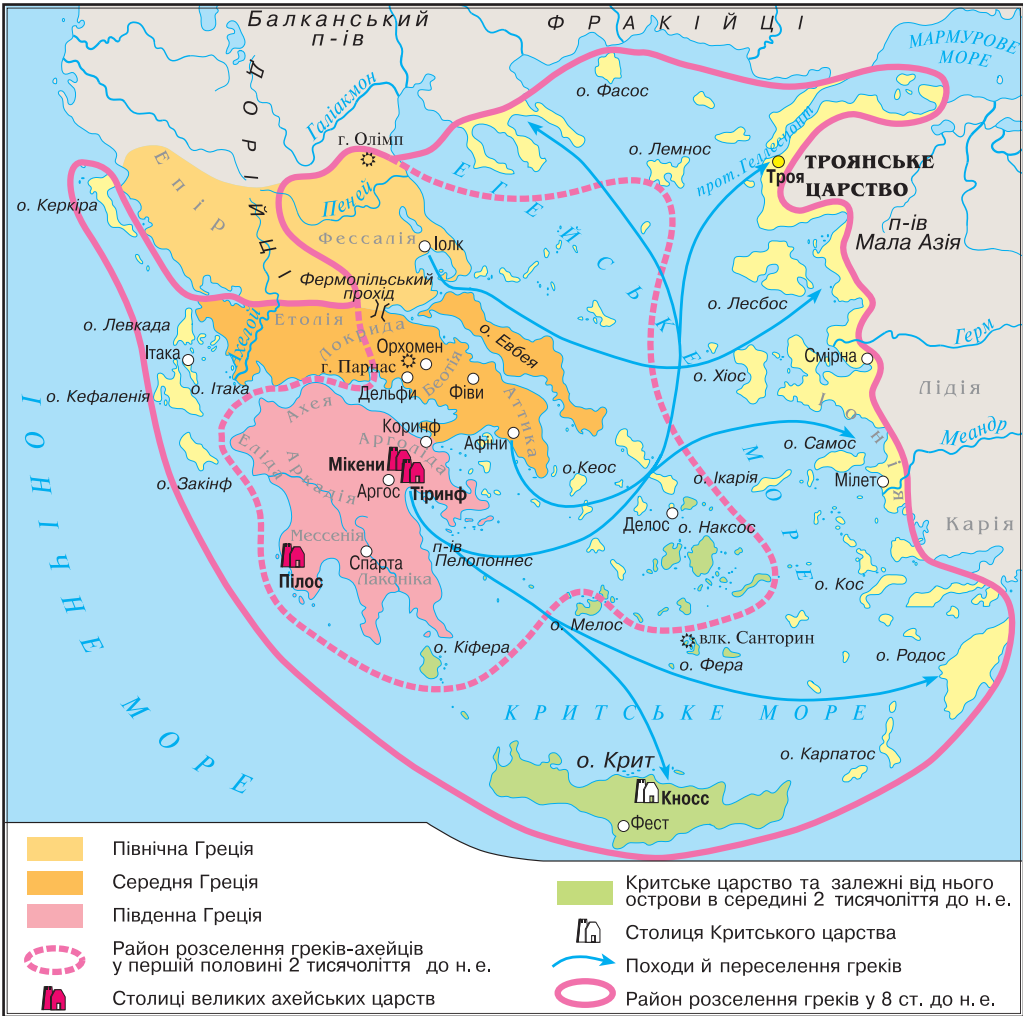 Балканський
п-ів
ФРАКІЙЦІ
МАРМУРОВЕ
МОРЕ
ДОРІЙЦІ
Галіакмон
о. Фасос
г. Олімп
о. Лемнос
прот. Геллеспонт
Троя
ТРОЯНСЬКЕ
ЦАРСТВО
Епір
Пеней
ЕГЕЙСЬКЕ МОРЕ
о. Керкіра
п-ів
Мала Азія
Фессалія
Іолк
Фермопільський
прохід
о. Лесбос
о. Левкада
Етолія
Локрида
Ахелой
о. Евбея
Герм
Ітака
Орхомен
г. Парнас
Беотія
Смірна
о. Ітака
Дельфи
Фіви
о. Хіос
Лідія
о. Кефаленія
Ахея
Аттика
Іонія
Коринф
Арголіда
Афіни
Меандр
Еліда
Мікени
о. Самос
Аркадія
о. Кеос
о. Ікарія
о. Закінф
Аргос
Тіринф
Мілет
Делос
о. Наксос
Карія
Мессенія
п-ів
Пелопоннес
Спарта
Пілос
Лаконіка
о. Кос
о. Мелос
влк. Санторин
о. Кіфера
о. Фера
о. Родос
ІОНІЧНЕ МОРЕ
КРИТСЬКЕ МОРЕ
о. Крит
о. Карпатос
Кносс
Фест
Північна Греція
Середня Греція
Південна Греція
Район розселення греків-ахейців
у першій половині 2 тисячоліття до н. е.
Столиці великих ахейських царств
Критське царство та залежні від нього
острови в середині 2 тисячоліття до н. е.
Столиця Критського царства
Походи й переселення греків
Район розселення греків у 8 ст. до н. е.